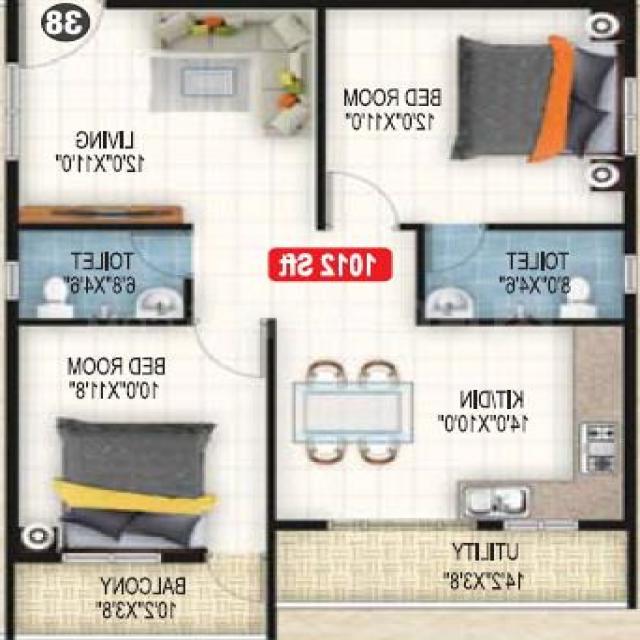 38
BED ROOM
12'0"X11'0"
LIVING
12'0"X11'0"
TOILET
6'8"X4'6"
1012 Sft
TOILET
8'0"X4'6"
BED ROOM
10'0"X11'8"
KIT/DIN
14'0"X10'0"
UTILITY
14'2"X3'8"
BALCONY
10'2"X3'8"